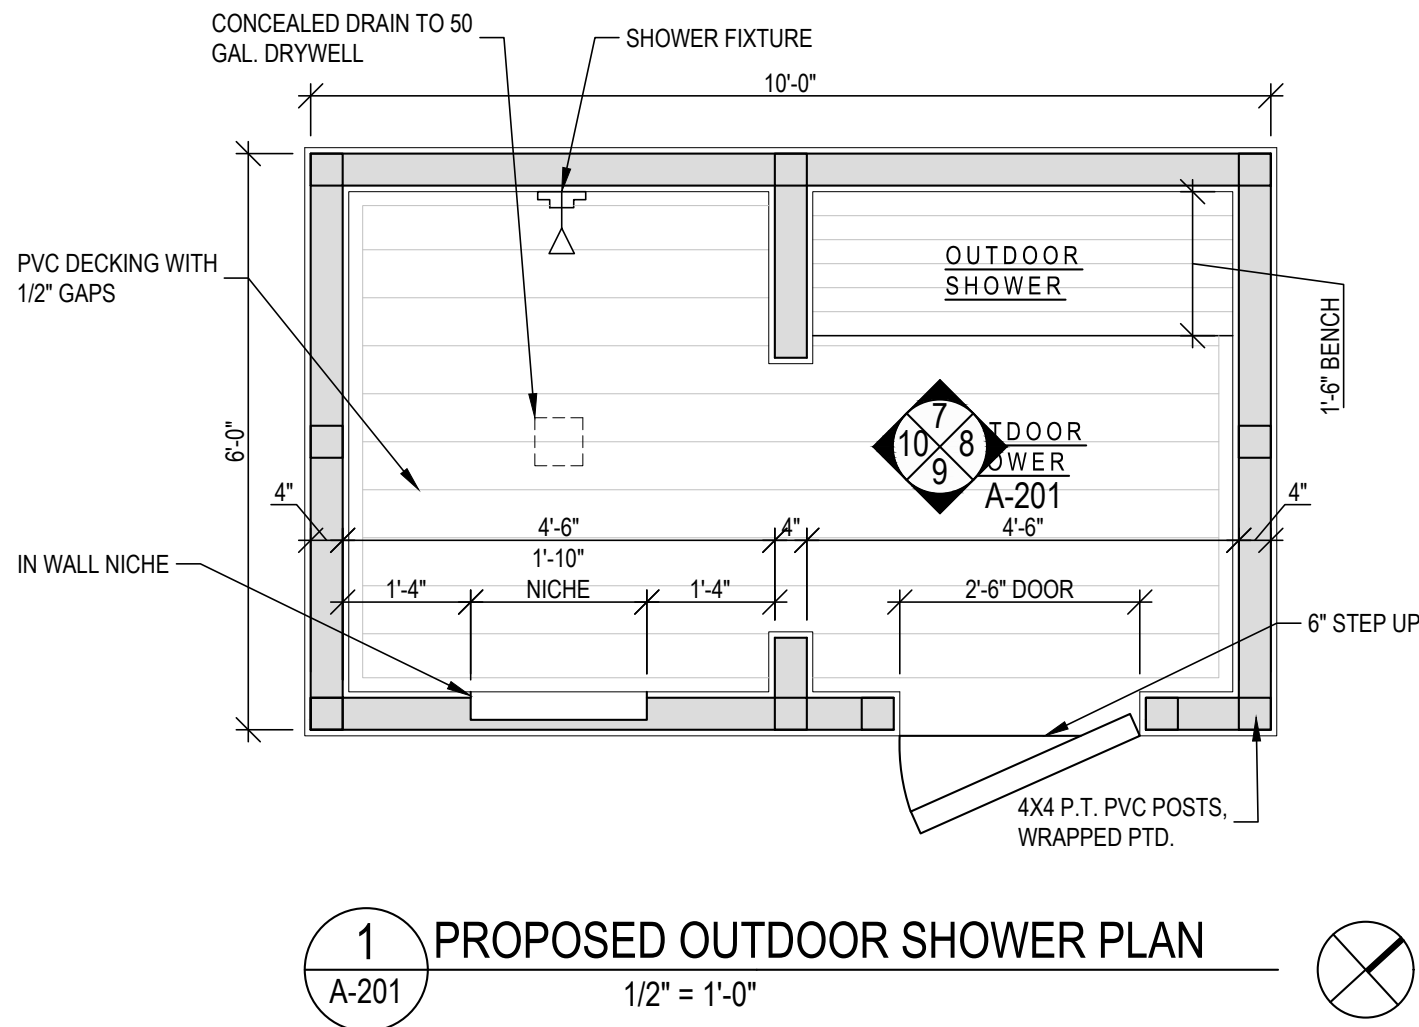 CONCEALED DRAIN TO 50
GAL. DRYWELL
SHOWER FIXTURE
10'-0"
PVC DECKING WITH
1/2" GAPS
OUTDOOR
SHOWER
1'-6" BENCH
6'-0"
7
10
8
9
TDOOR
OWER
A-201
4"
4'-6"
4"
4'-6"
4"
1'-10"
NICHE
1'-4"
1'-4"
2'-6" DOOR
IN WALL NICHE
6" STEP UP
4X4 P.T. PVC POSTS,
WRAPPED PTD.
1
A-201
PROPOSED OUTDOOR SHOWER PLAN
1/2" = 1'-0"